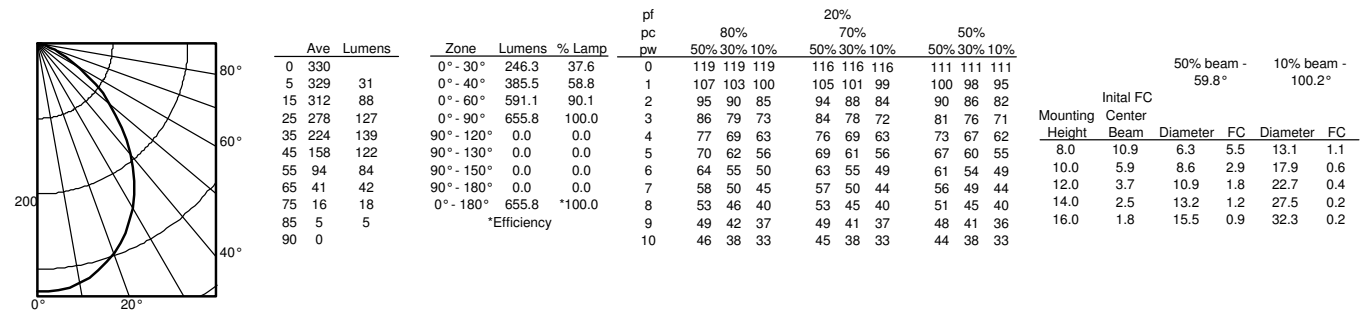 80°
60°
200
40°
0° 20°
Ave Lumens
0 330
5 329 31
15 312 88
25 278 127
35 224 139
45 158 122
55 94 84
65 41 42
75 16 18
85 5 5
90 0
Zone Lumens % Lamp
0° - 30° 246.3 37.6
0° - 40° 385.5 58.8
0° - 60° 591.1 90.1
0° - 90° 655.8 100.0
90° - 120° 0.0 0.0
90° - 130° 0.0 0.0
90° - 150° 0.0 0.0
90° - 180° 0.0 0.0
0° - 180° 655.8 *100.0
*Efficiency
pf 20%
pc 80% 70% 50%
pw 50% 30% 10% 50% 30% 10% 50% 30% 10%
0 119 119 119 116 116 116 111 111 111
1 107 103 100 105 101 99 100 98 95
2 95 90 85 94 88 84 90 86 82
3 86 79 73 84 78 72 81 76 71
4 77 69 63 76 69 63 73 67 62
5 70 62 56 69 61 56 67 60 55
6 64 55 50 63 55 49 61 54 49
7 58 50 45 57 50 44 56 49 44
8 53 46 40 53 45 40 51 45 40
9 49 42 37 49 41 37 48 41 36
10 46 38 33 45 38 33 44 38 33
50% beam - 10% beam -
59.8° 100.2°
Inital FC
Mounting Center
Height Beam Diameter FC Diameter FC
8.0 10.9 6.3 5.5 13.1 1.1
10.0 5.9 8.6 2.9 17.9 0.6
12.0 3.7 10.9 1.8 22.7 0.4
14.0 2.5 13.2 1.2 27.5 0.2
16.0 1.8 15.5 0.9 32.3 0.2